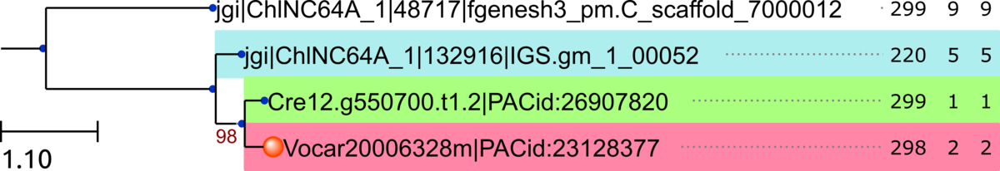 jgi|ChlNC64A_1|48717|fgenesh3_pm.C_scaffold_7000012 299 9 9
jgi|ChlNC64A_1|132916|IGS.gm_1_00052 220 5 5
Cre12.g550700.t1.2|PACid:26907820 299 1 1
98
Vocar20006328m|PACid:23128377 298 2 2
1.10